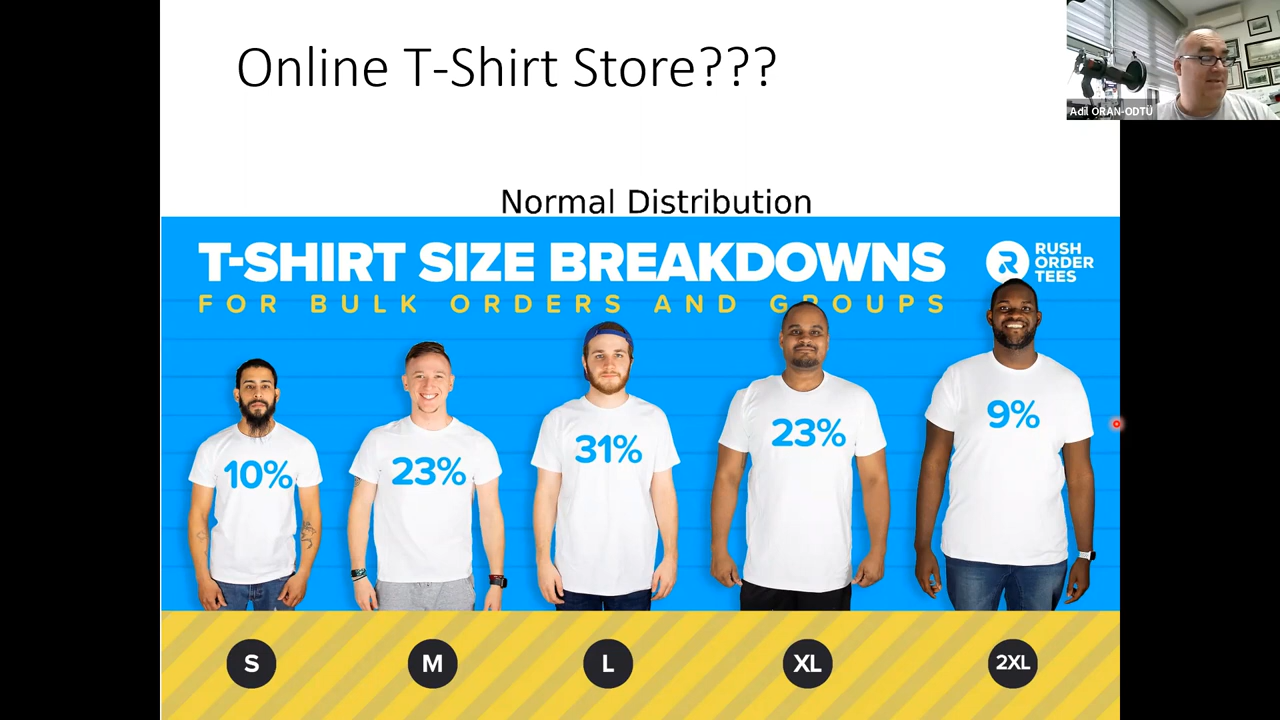 Online T-Shirt Store???
Adil ORAN-ODTÜ
Normal Distribution
T-SHIRT SIZE BREAKDOWNS
FOR BULK ORDERS AND GROUPS
R RUSH
ORDER
TEES
10%
23%
31%
23%
9%
S
M
L
XL
2XL